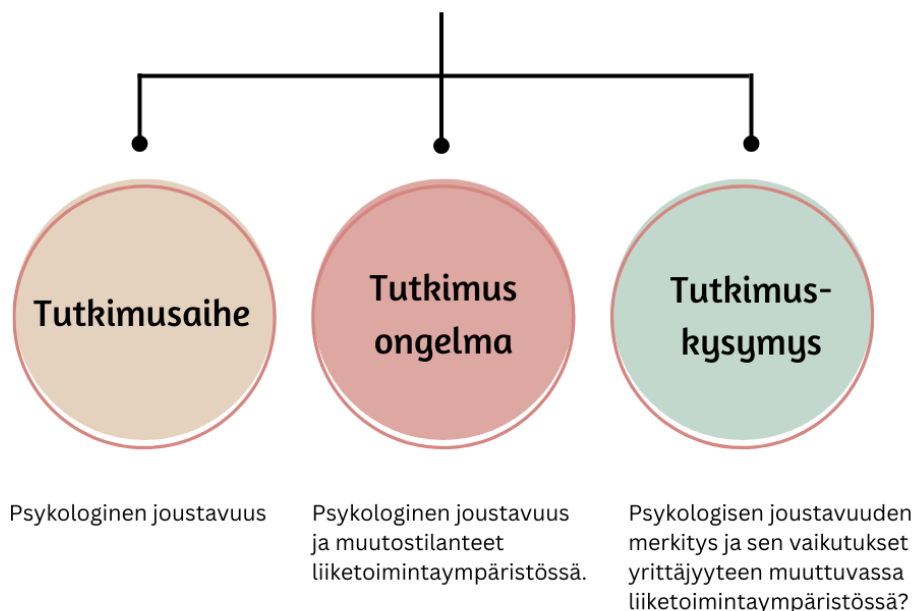 Tutkimusaihe
Tutkimus
ongelma
Tutkimus-
kysymys
Psykologinen joustavuus
Psykologinen joustavuus
ja muutostilanteet
liiketoimintaympäristössä.
Psykologisen joustavuuden
merkitys ja sen vaikutukset
yrittäjyyteen muuttuvassa
liiketoimintaympäristössä?